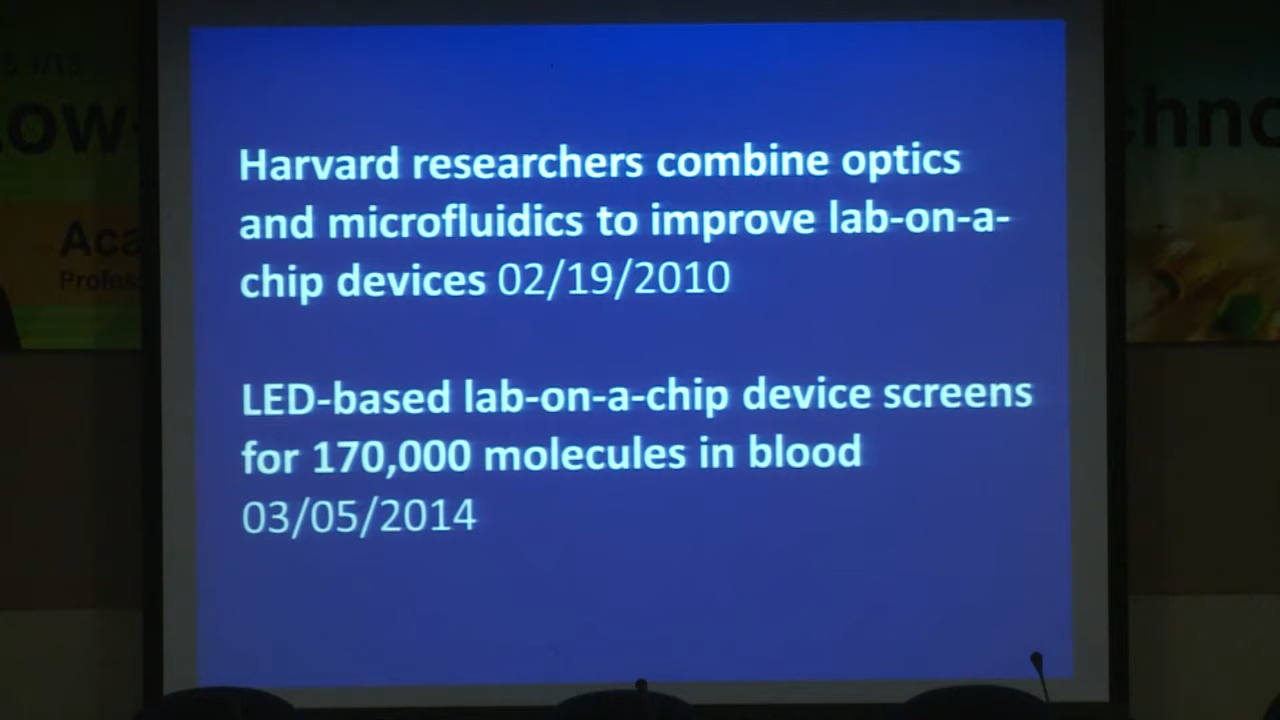 Harvard researchers combine optics
and microfluidics to improve lab-on-a-
chip devices 02/19/2010
LED-based lab-on-a-chip device screens
for 170,000 molecules in blood
03/05/2014